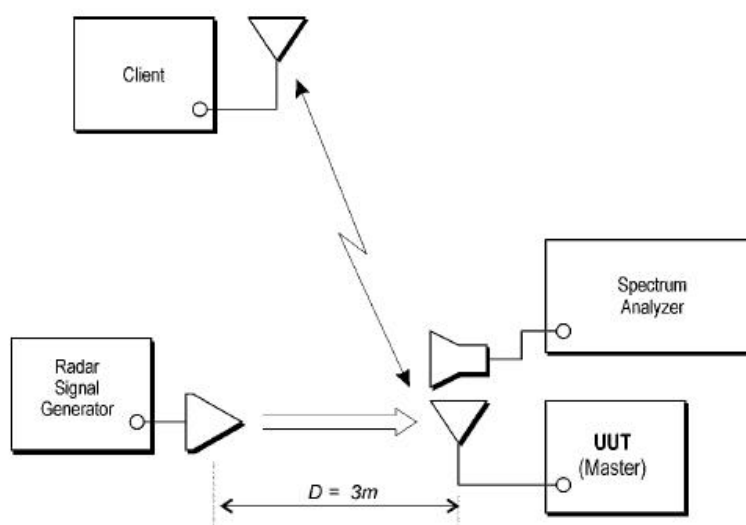 Client
Spectrum
Analyzer
Radar
Signal
Generator
UUT
(Master)
D = 3m